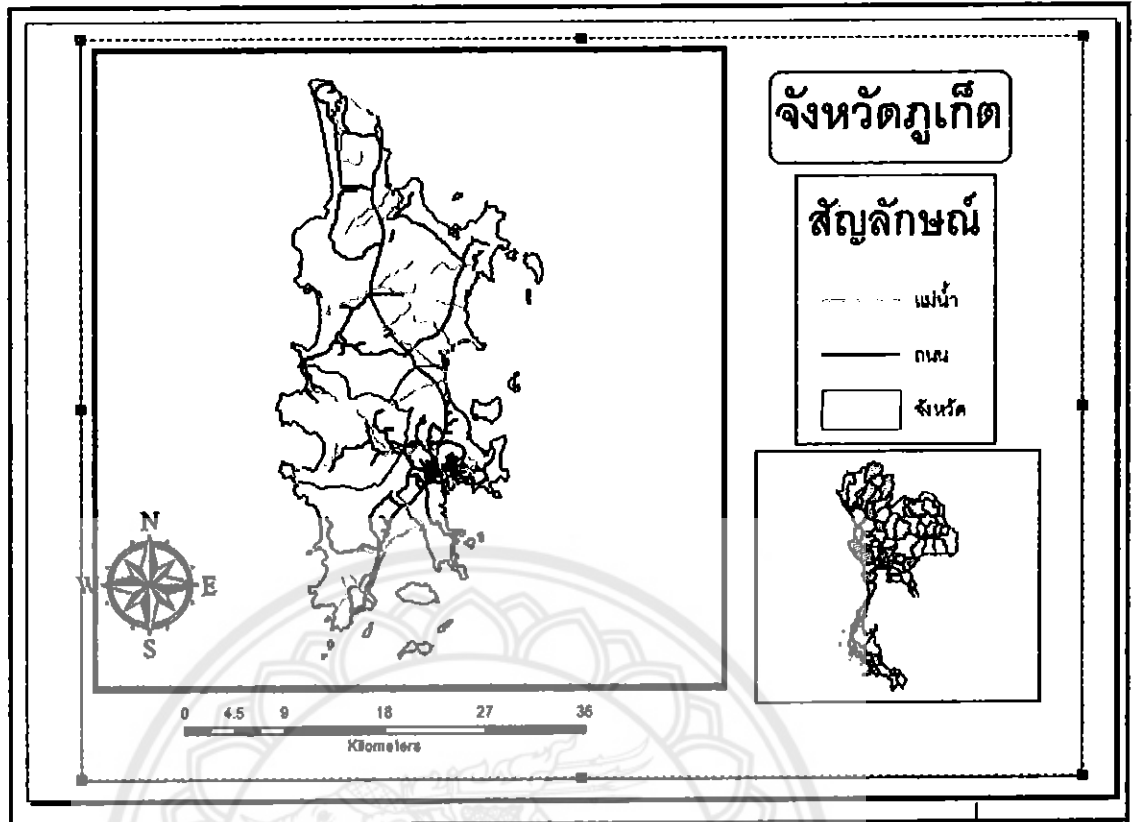 จังหวัดภูเก็ต
สัญลักษณ์
แม่น้ำ
ถนน
จังหวัด
N
W E
S
0 4.5 9 18 27 36
Kilometers